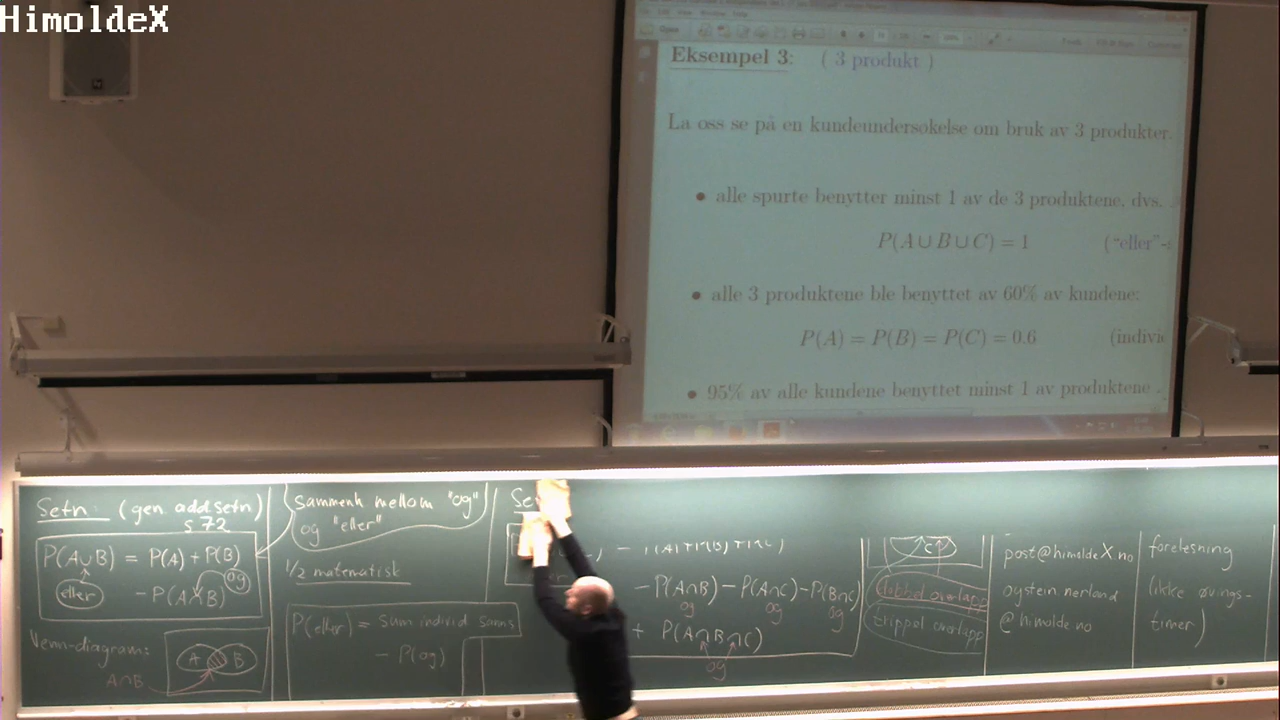 HimoldeX
Eksempel 3: ( 3 produkt )
La oss se på en kundeundersøkelse om bruk av 3 produkter.
• alle spurte benytter minst 1 av de 3 produktene, dvs.
P(A∪B∪C) = 1 ("eller"-
• alle 3 produktene ble benyttet av 60% av kundene:
P(A) = P(B) = P(C) = 0.6 (indivi
• 95% av alle kundene benyttet minst 1 av produktene
Setn: (gen. add setn)
s 72
P(A∪B) = P(A) + P(B)
- P(A∩B)
eller
og
Venn-diagram:
A B
A∩B
Sammenh mellom "og"
og "eller"
1/2 matematisk
P(eller) = sum individ sanns
- P(og)
Se
- P(A∩B) - P(A∩C) - P(B∩C)
og og og
+ P(A∩B∩C)
og
C
dobbel overlapp
trippel overlapp
post@himoldeX no
oystein nerland
@himolde no
forelesning
(ikke øvings-
timer)